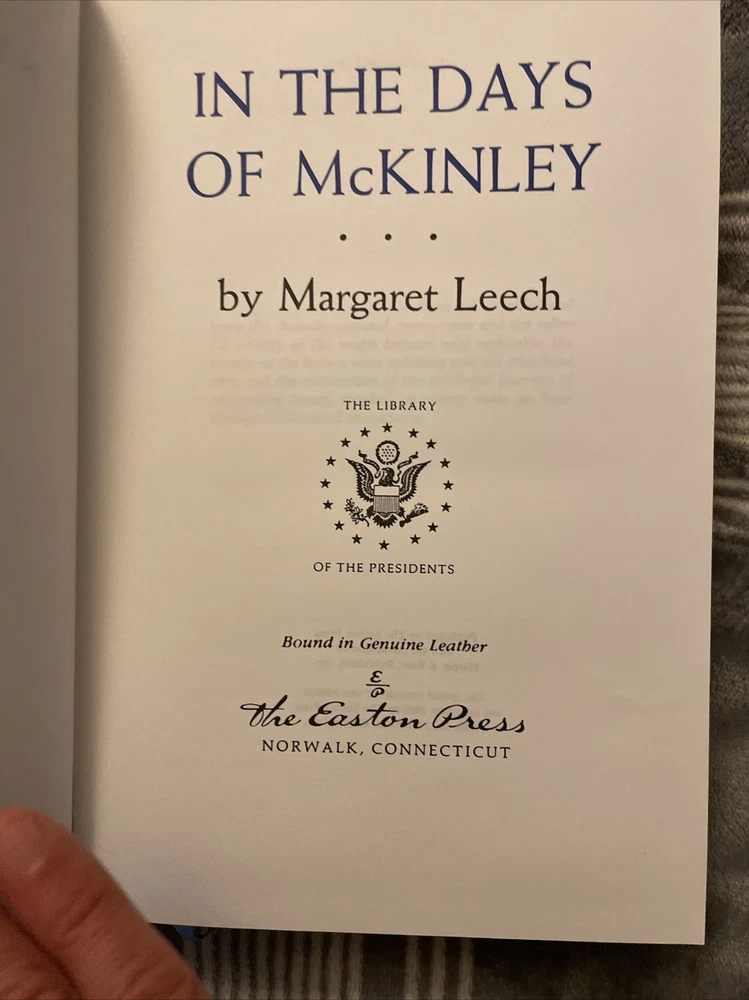 IN THE DAYS
OF McKINLEY
• • •
by Margaret Leech
THE LIBRARY
OF THE PRESIDENTS
Bound in Genuine Leather
E
P
The Easton Press
NORWALK, CONNECTICUT